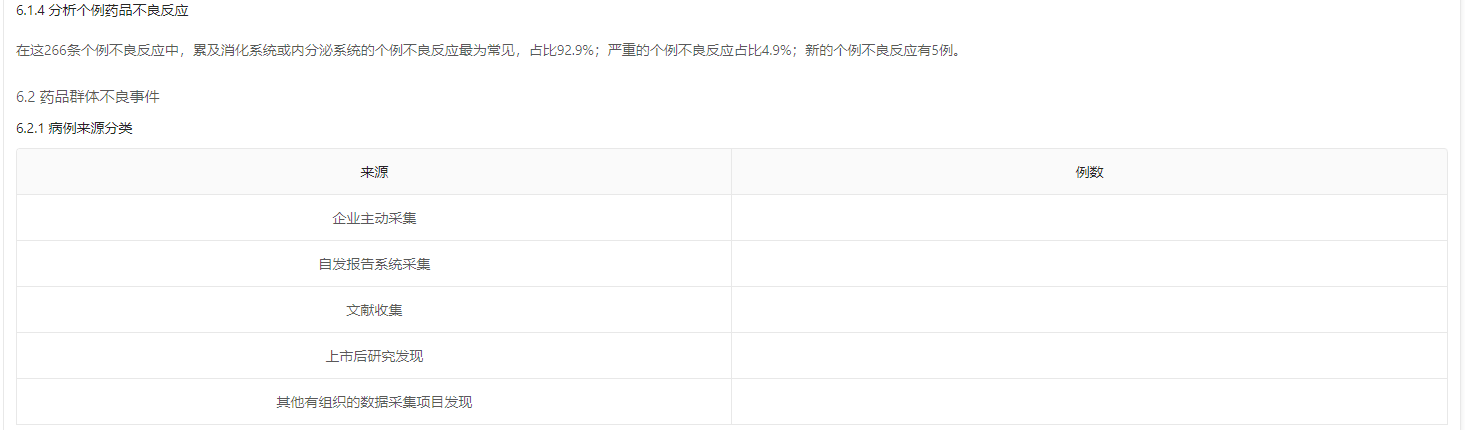 6.1.4 分析个例药品不良反应
在这266条个例不良反应中，累及消化系统或内分泌系统的个例不良反应最为常见，占比92.9%；严重的个例不良反应占比4.9%；新的个例不良反应有5例。
6.2 药品群体不良事件
6.2.1 病例来源分类
来源 例数
企业主动采集
自发报告系统采集
文献收集
上市后研究发现
其他有组织的数据采集项目发现